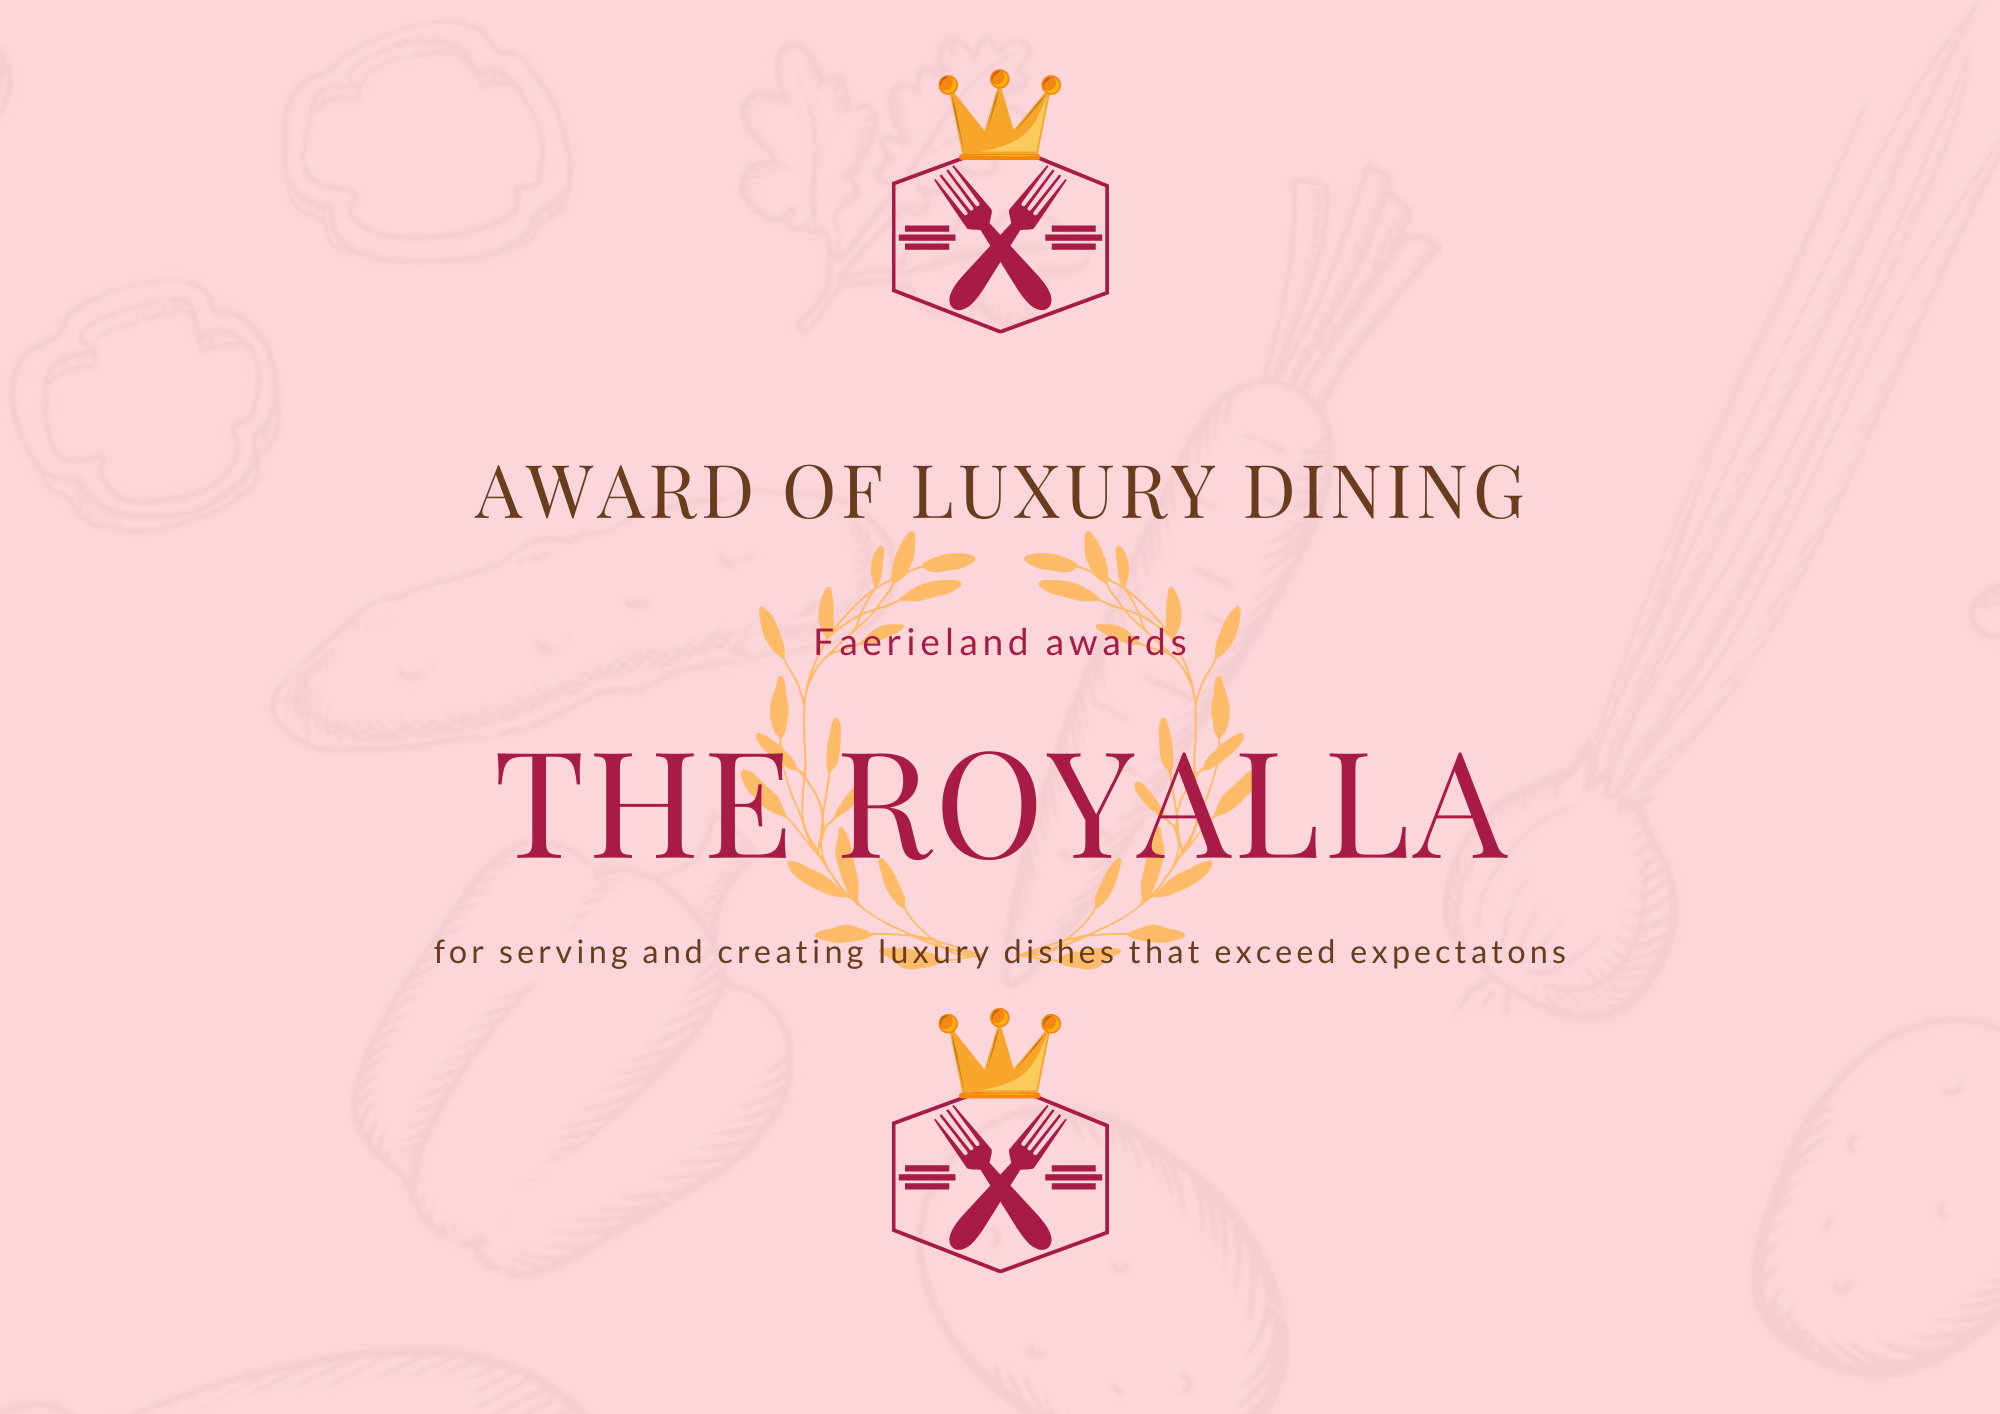 AWARD OF LUXURY DINING
Faerieland awards
THE ROYALLA
for serving and creating luxury dishes that exceed expectatons